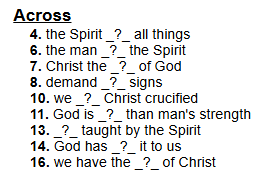 Across
4. the Spirit _?_ all things
6. the man _?_ the Spirit
7. Christ the _?_ of God
8. demand _?_ signs
10. we _?_ Christ crucified
11. God is _?_ than man's strength
13. _?_ taught by the Spirit
14. God has _?_ it to us
16. we have the _?_ of Christ